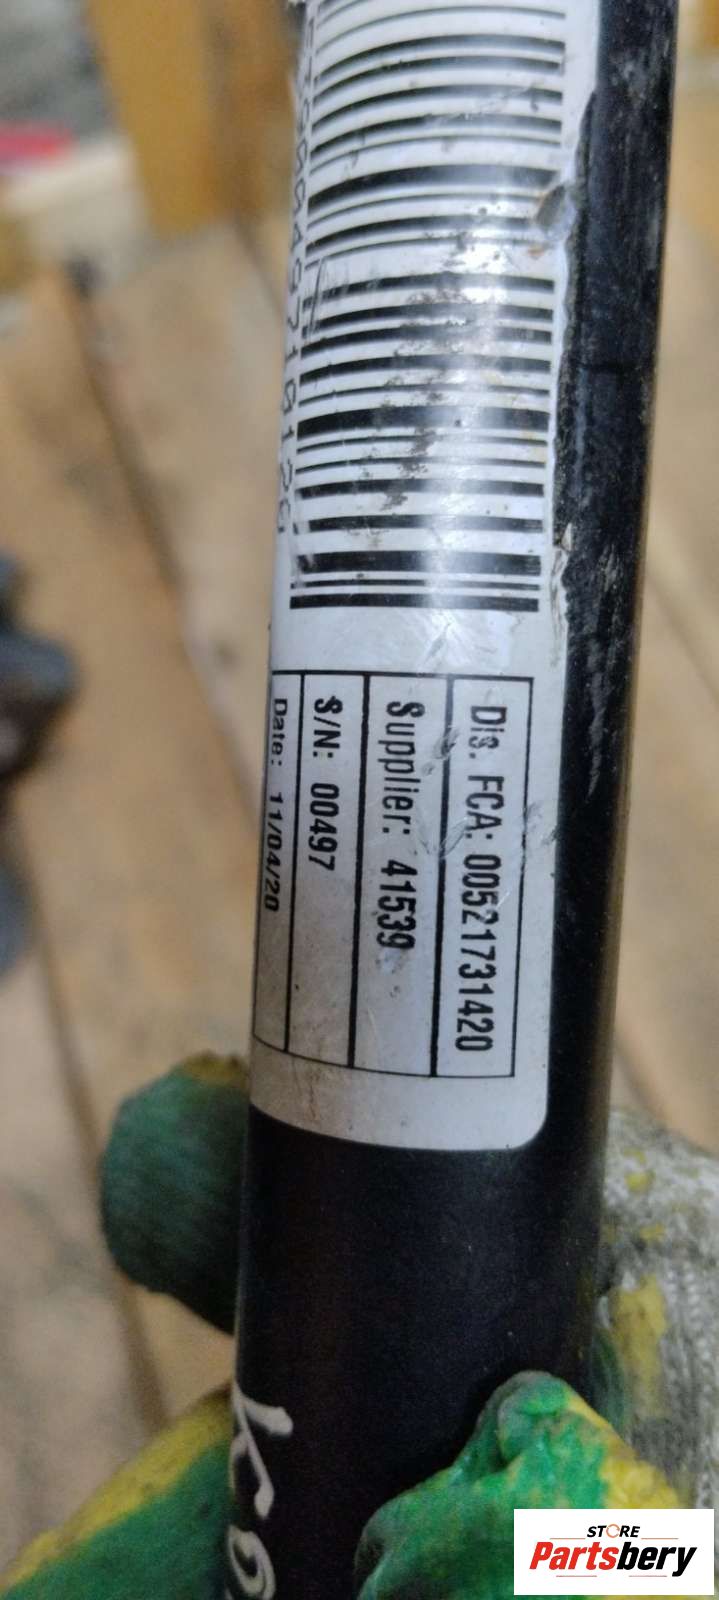 Dis. FCA: 00521731420
Supplier: 41539
S/N: 00497
Date: 11/04/20
STORE
Partsbery